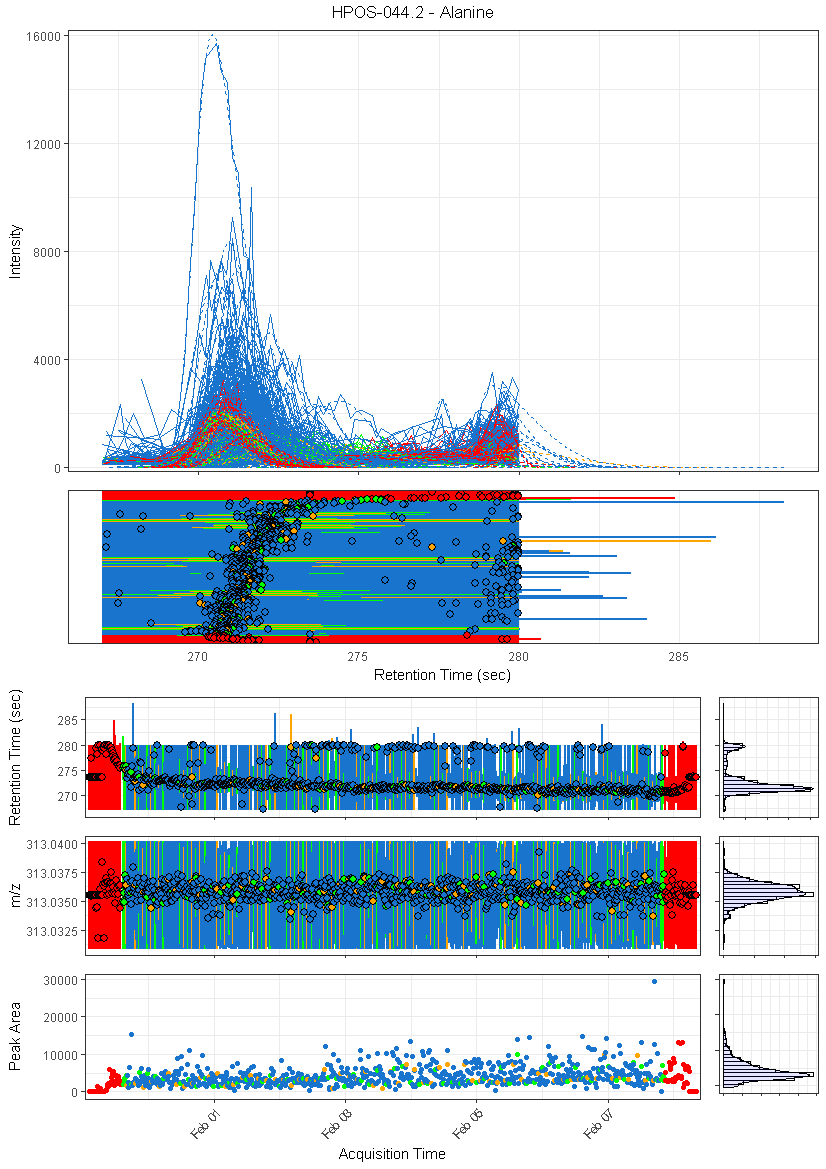 HPOS-044.2 - Alanine
16000
12000
8000
4000
0
Intensity
270
275
280
285
Retention Time (sec)
285
280
275
270
Retention Time (sec)
313.0400
313.0375
313.0350
313.0325
m/z
30000
20000
10000
0
Peak Area
Feb 01
Feb 03
Feb 05
Feb 07
Acquisition Time